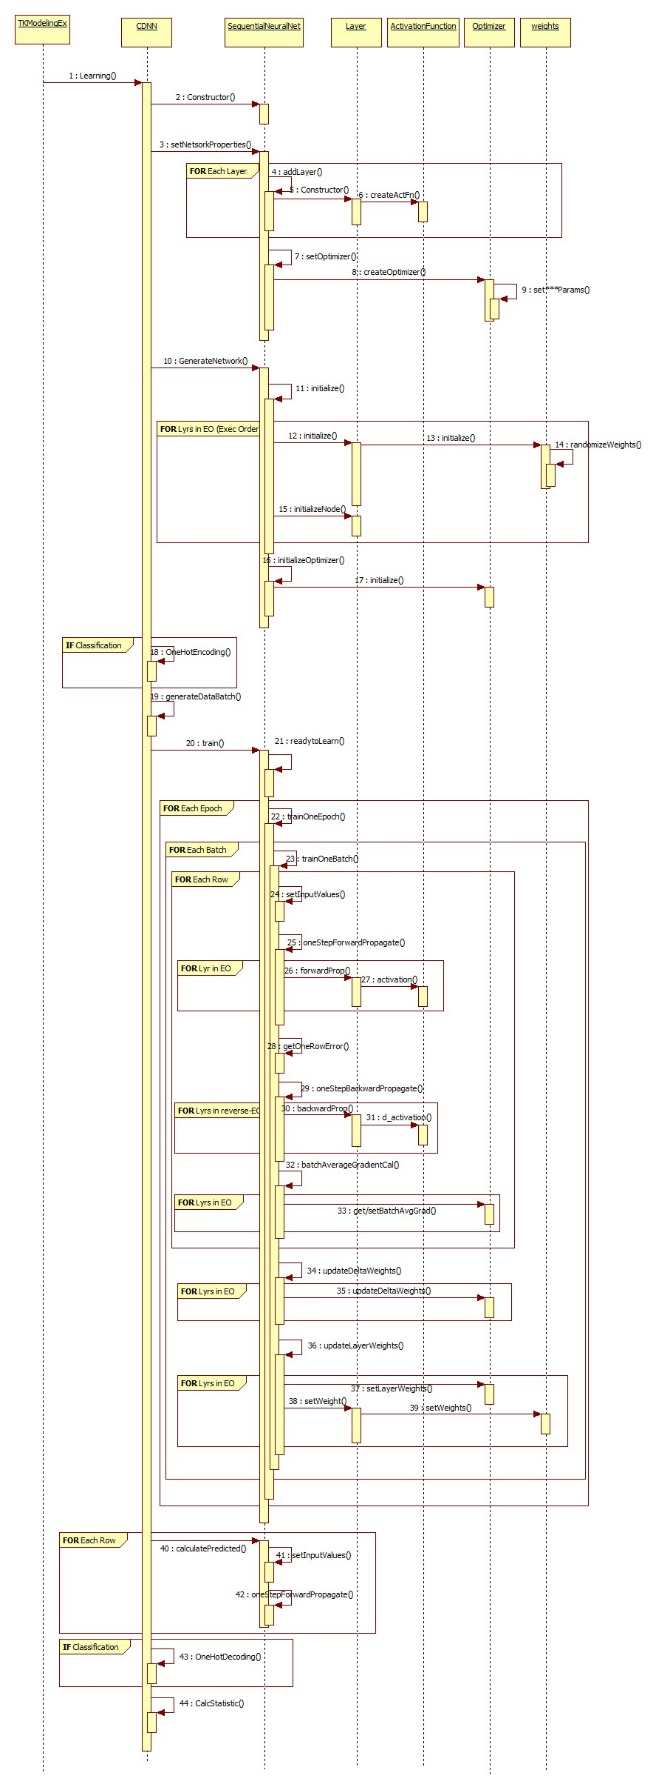 TKModelingEx
CDNN
SequentialNeuralNet
Layer
ActivationFunction
Optimizer
weights
1 : Learning()
2 : Constructor()
3 : setNetsorkProperties()
FOR Each Layer
4 : addLayer()
5 : Constructor()
6 : createActFn()
7 : setOptimizer()
8 : createOptimizer()
9 : set***Params()
10 : GenerateNetwork()
11 : initialize()
FOR Lyrs in EO (Exec Order
12 : initialize()
13 : initialize()
14 : randomizeWeights()
15 : initializeNode()
16 : initializeOptimizer()
17 : initialize()
IF Classification
18 : OneHotEncoding()
19 : generateDataBatch()
20 : train()
21 : readytoLearn()
FOR Each Epoch
22 : trainOneEpoch()
FOR Each Batch
23 : trainOneBatch()
FOR Each Row
24 : setInputValues()
25 : oneStepForwardPropagate()
FOR Lyr in EO
26 : forwardProp()
27 : activation()
28 : getOneRowError()
29 : oneStepBackwardPropagate()
FOR Lyrs in reverse-EO
30 : backwardProp()
31 : d_activation()
32 : batchAverageGradientCal()
FOR Lyrs in EO
33 : get/setBatchAvgGrad()
34 : updateDeltaWeights()
FOR Lyrs in EO
35 : updateDeltaWeights()
36 : updateLayerWeights()
FOR Lyrs in EO
37 : setLayerWeights()
38 : setWeight()
39 : setWeights()
FOR Each Row
40 : calculatePredicted()
41 : setInputValues()
42 : oneStepForwardPropagate()
IF Classification
43 : OneHotDecoding()
44 : CalcStatistic()